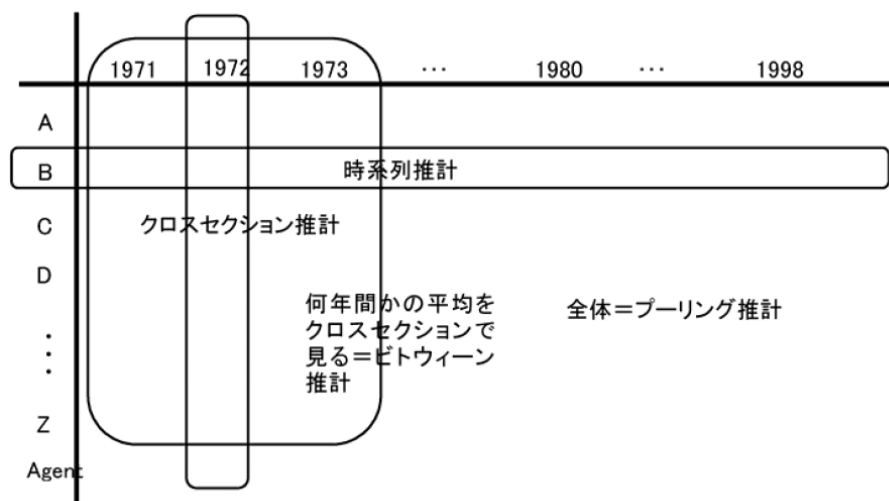 1971 1972 1973 … 1980 … 1998
A
B 時系列推計
C クロスセクション推計
D
何年間かの平均を
クロスセクションで
見る＝ビトウィーン
推計
全体＝プーリング推計
⋮
Z
Agent